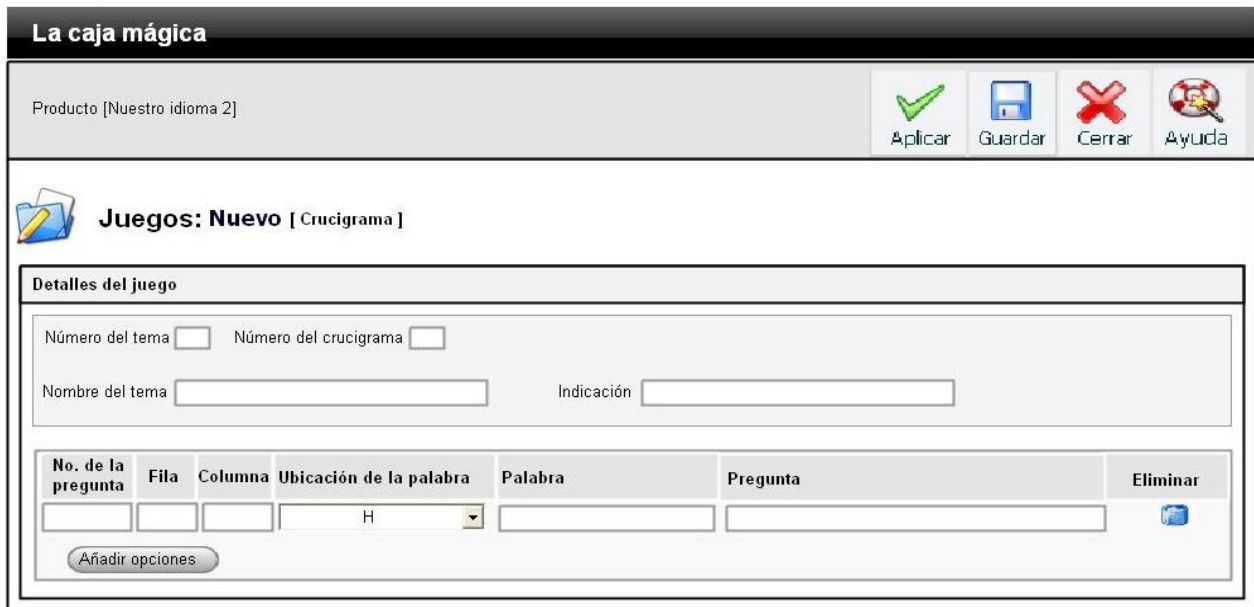 La caja mágica
Producto [Nuestro idioma 2]
Aplicar Guardar Cerrar Ayuda
Juegos: Nuevo [ Crucigrama ]
Detalles del juego
Número del tema Número del crucigrama
Nombre del tema Indicación
No. de la pregunta Fila Columna Ubicación de la palabra Palabra Pregunta Eliminar
H
Añadir opciones